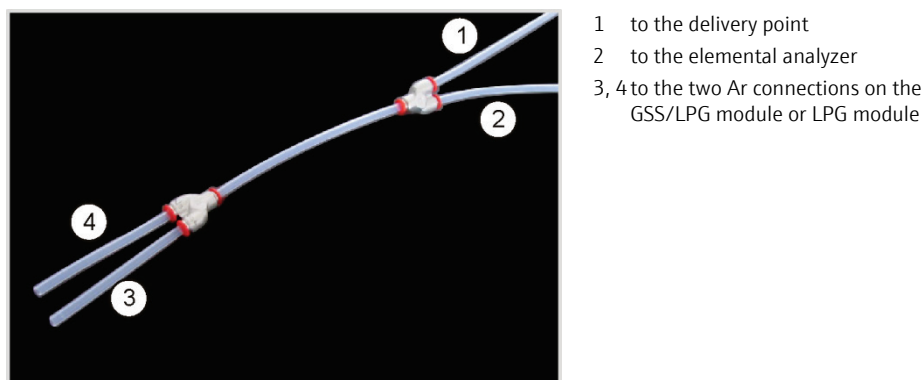 1
2
4
3
1 to the delivery point
2 to the elemental analyzer
3, 4 to the two Ar connections on the
GSS/LPG module or LPG module